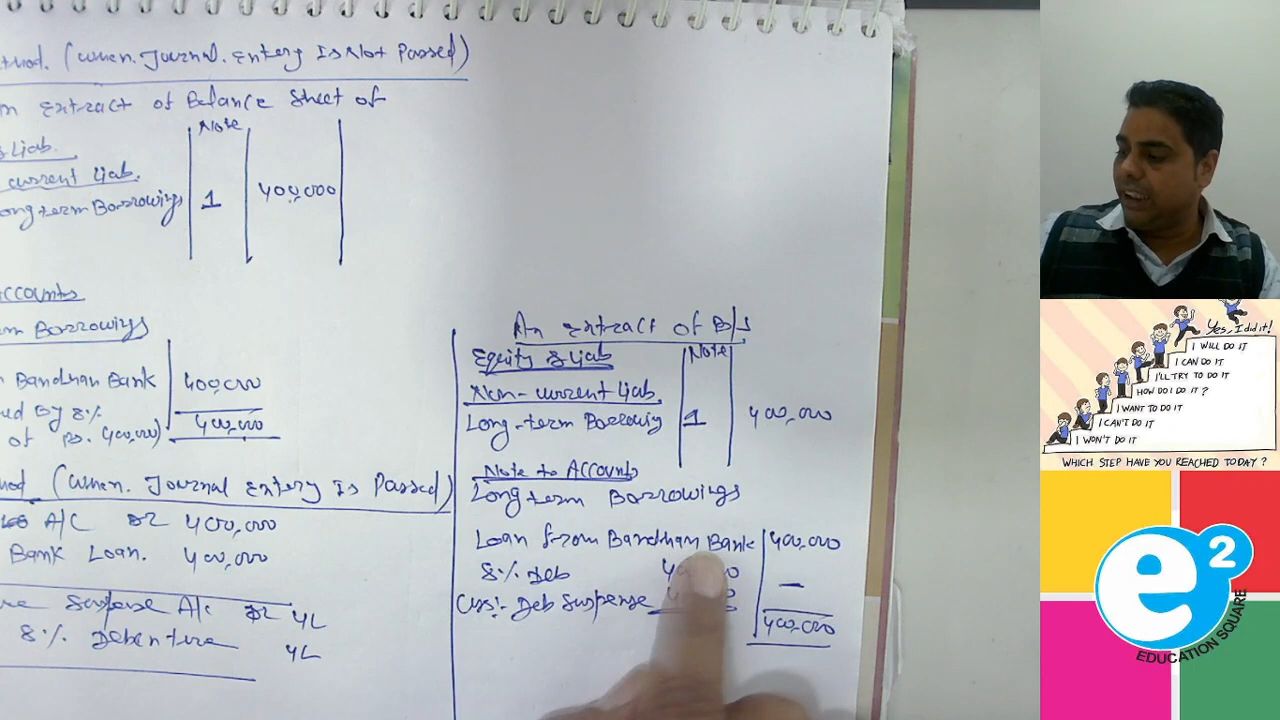 thod. (When. Journal. Entery Is Not Passed)
n Extract of Balance Sheet of
Note
s Liab.
current Liab.
ong term Borrowings 1 400,000
Accounts
m Borrowings
n Bandhan Bank 400,000
ed By 8% 400,000
of Rs. 400,000)
hod (When. Journal Entery Is Passed)
A/C Dr 400,000
Bank Loan. 400,000
re Suspense A/C Dr 4L
8% Debenture 4L
An extract of B/S
Equity & Liab Note
Non-current Liab.
Long-term Borrowing 1 400,000
Note to Accounts
Long term Borrowings
Loan from Bandhan Bank 400,000
8% Deb
Less:- Deb Suspense —
400,000
Yes, I did it!
I WILL DO IT
I CAN DO IT
I'LL TRY TO DO IT
HOW DO I DO IT?
I WANT TO DO IT
I CAN'T DO IT
I WON'T DO IT
WHICH STEP HAVE YOU REACHED TODAY?
e2
EDUCATION SQUARE